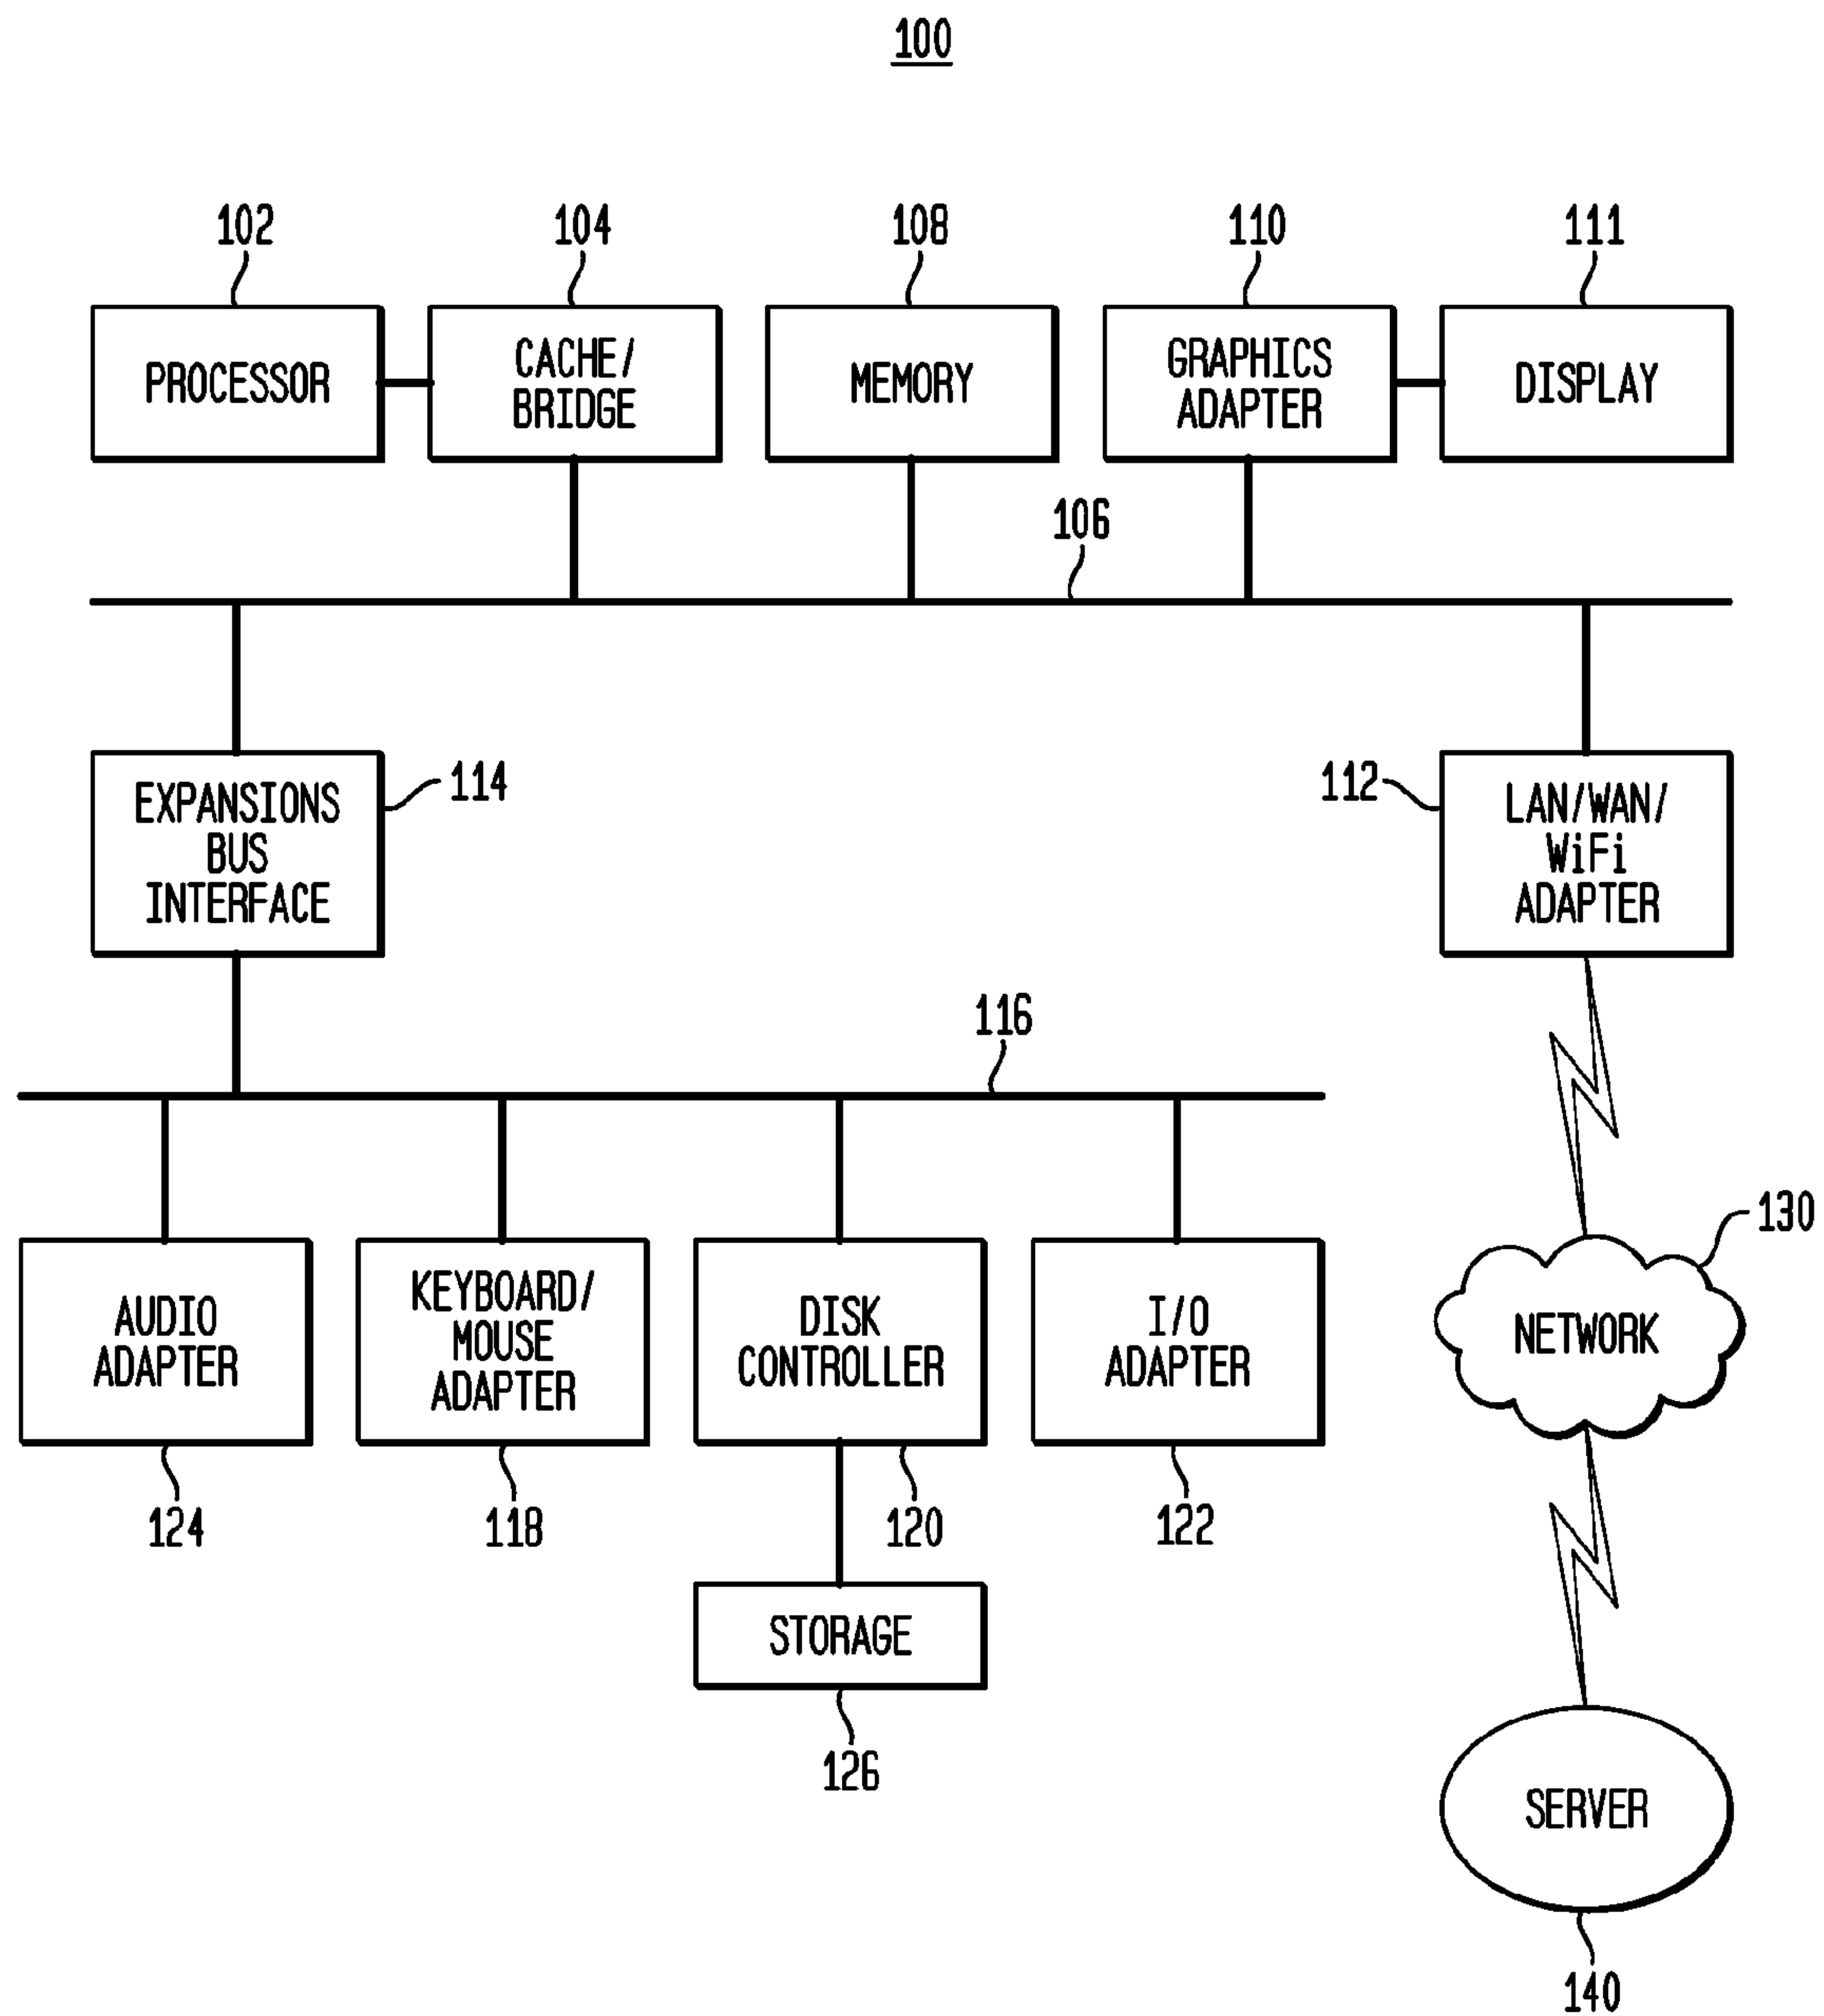 100
102
104
108
110
111
PROCESSOR
CACHE/
BRIDGE
MEMORY
GRAPHICS
ADAPTER
DISPLAY
106
EXPANSIONS
BUS
INTERFACE
114
112
LAN/WAN/
WiFi
ADAPTER
116
130
AUDIO
ADAPTER
KEYBOARD/
MOUSE
ADAPTER
DISK
CONTROLLER
I/O
ADAPTER
NETWORK
124
118
120
122
STORAGE
126
SERVER
140